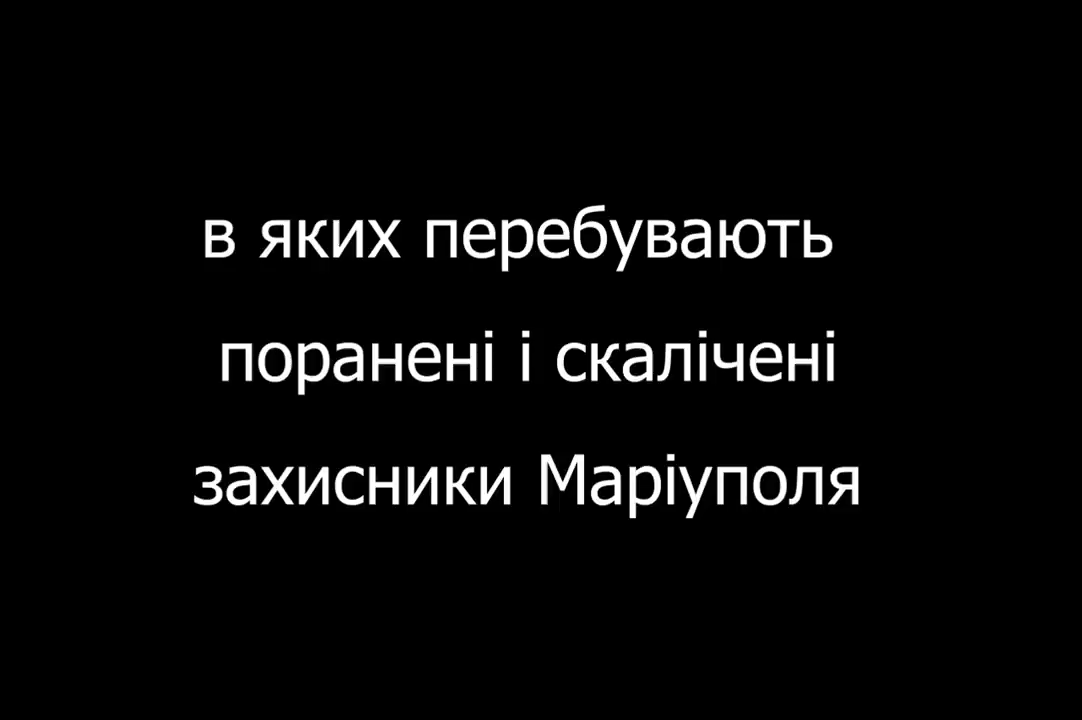 в яких перебувають
поранені і скалічені
захисники Маріуполя